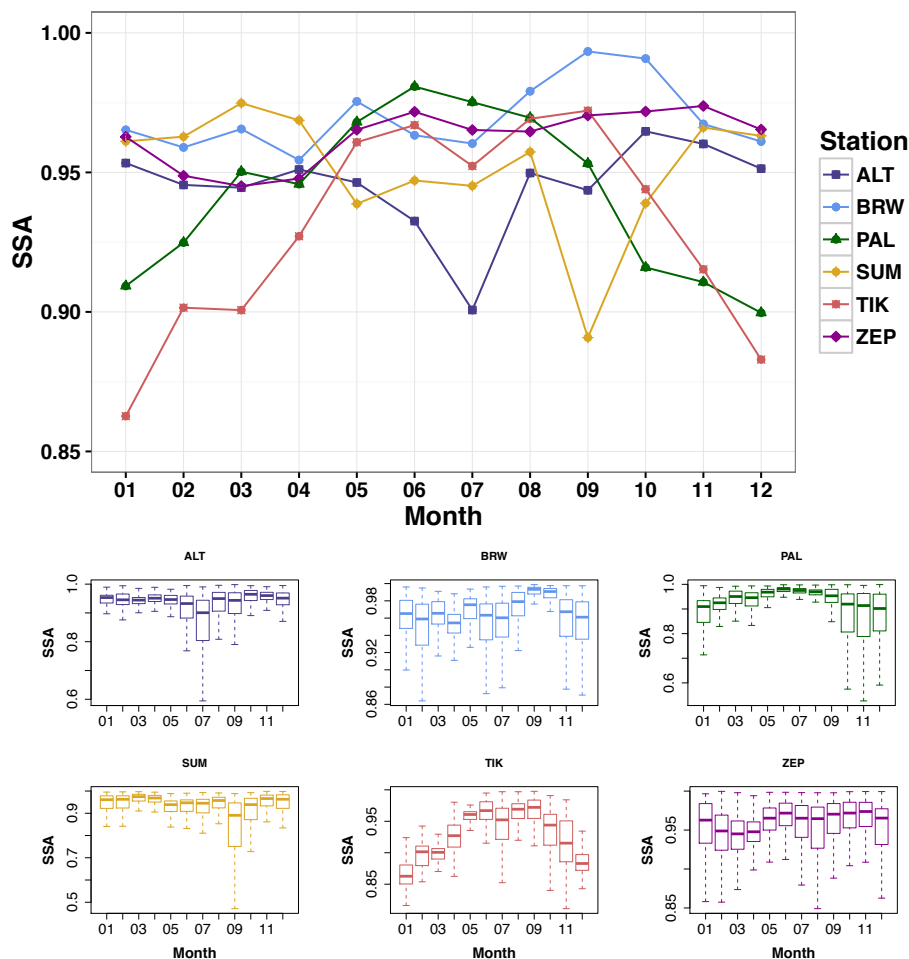 1.00
0.95
0.90
0.85
SSA
01 02 03 04 05 06 07 08 09 10 11 12
Month
Station
ALT
BRW
PAL
SUM
TIK
ZEP
ALT
SSA
1.0
0.8
0.6
01 03 05 07 09 11
BRW
SSA
0.98
0.92
0.86
01 03 05 07 09 11
PAL
SSA
1.0
0.8
0.6
01 03 05 07 09 11
SUM
SSA
0.9
0.7
0.5
01 03 05 07 09 11
Month
TIK
SSA
0.95
0.85
01 03 05 07 09 11
Month
ZEP
SSA
0.95
0.85
01 03 05 07 09 11
Month